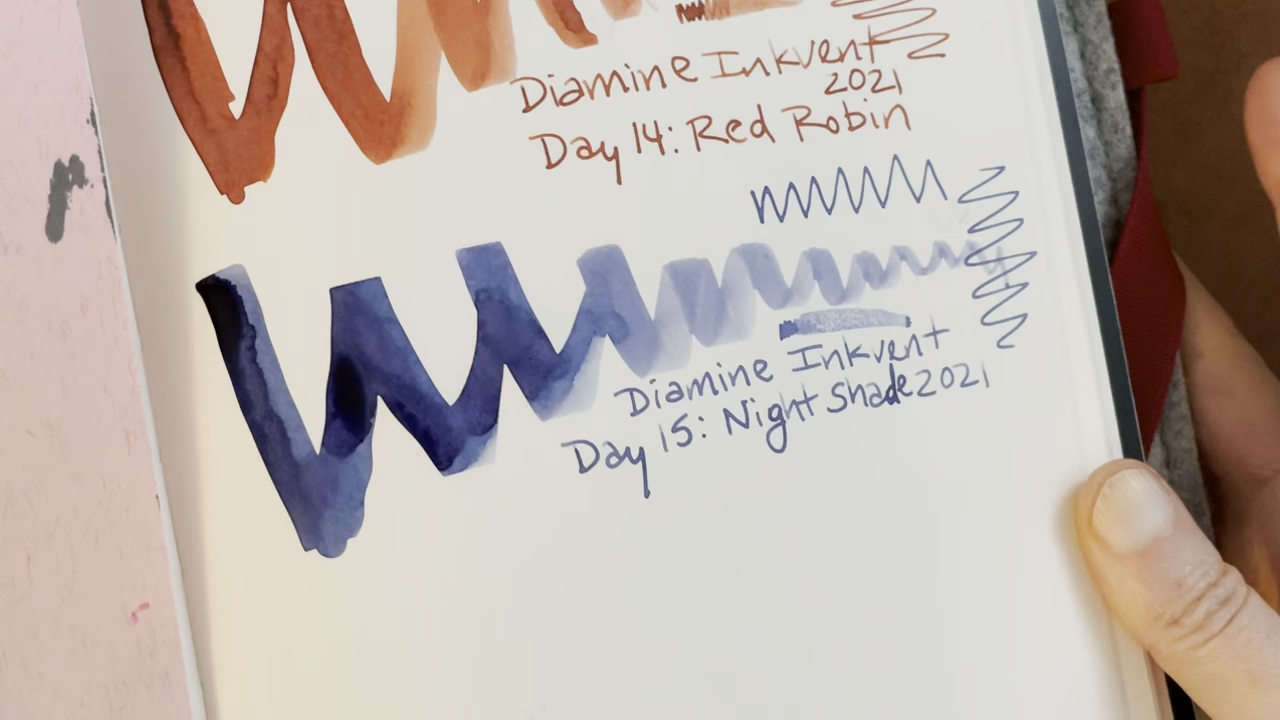 Diamine Inkvent
2021
Day 14: Red Robin
Diamine Inkvent
Day 15: Night Shade 2021